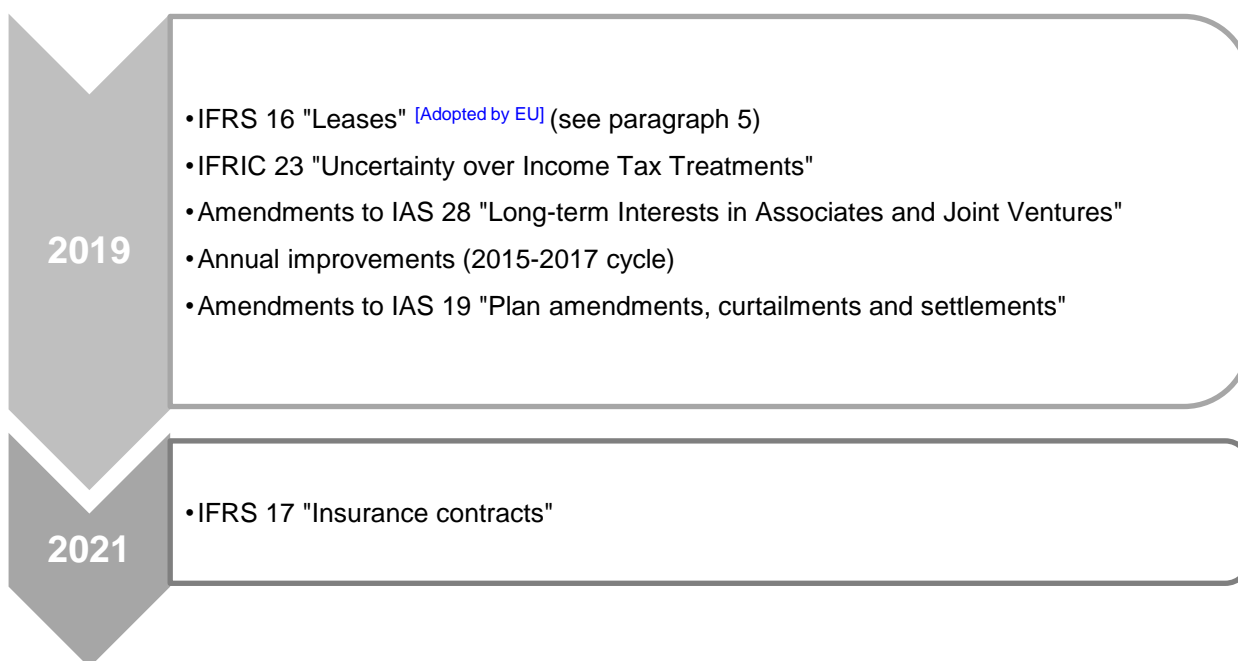 2019
•IFRS 16 "Leases" [Adopted by EU] (see paragraph 5)
•IFRIC 23 "Uncertainty over Income Tax Treatments"
•Amendments to IAS 28 "Long-term Interests in Associates and Joint Ventures"
•Annual improvements (2015-2017 cycle)
•Amendments to IAS 19 "Plan amendments, curtailments and settlements"
2021
•IFRS 17 "Insurance contracts"